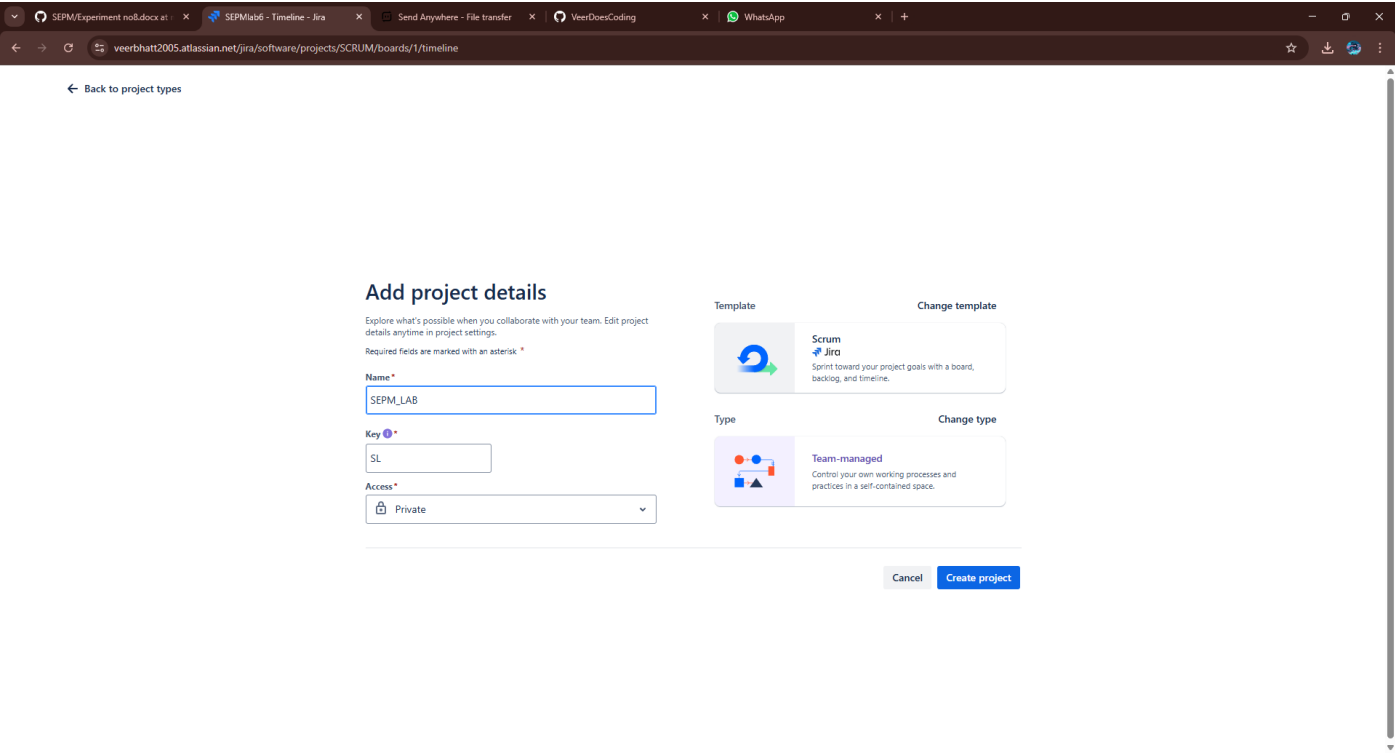 SEPM/Experiment no8.docx at
SEPMlab6 - Timeline - Jira
Send Anywhere - File transfer
VeerDoesCoding
WhatsApp
veerbhatt2005.atlassian.net/jira/software/projects/SCRUM/boards/1/timeline
Back to project types
Add project details
Explore what's possible when you collaborate with your team. Edit project
details anytime in project settings.
Required fields are marked with an asterisk *
Name *
SEPM_LAB
Key *
SL
Access *
Private
Template
Change template
Scrum
Jira
Sprint toward your project goals with a board,
backlog, and timeline.
Type
Change type
Team-managed
Control your own working processes and
practices in a self-contained space.
Cancel
Create project